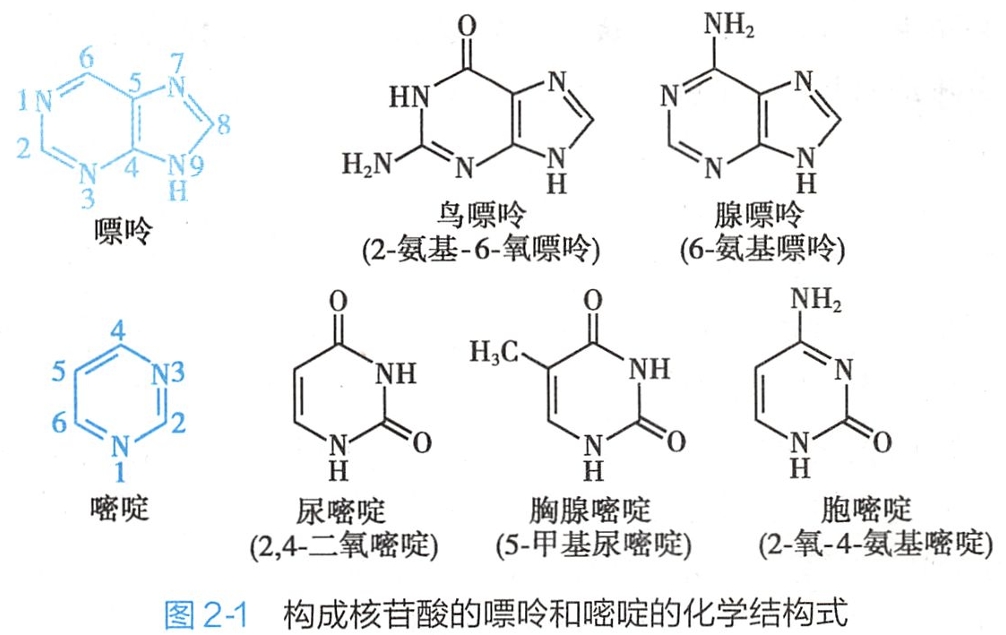 6 7
1 N 5 N
8
2 N 4 N 9
3 H
嘌呤
O
HN N
H₂N N N
H
鸟嘌呤
(2-氨基-6-氧嘌呤)
NH₂
N N
N N
H
腺嘌呤
(6-氨基嘌呤)
4
5 N3
6 2
N
1
嘧啶
O
NH
N O
H
尿嘧啶
(2,4-二氧嘧啶)
O
H₃C
NH
N O
H
胸腺嘧啶
(5-甲基尿嘧啶)
NH₂
N
N O
H
胞嘧啶
(2-氧-4-氨基嘧啶)
图 2-1 构成核苷酸的嘌呤和嘧啶的化学结构式